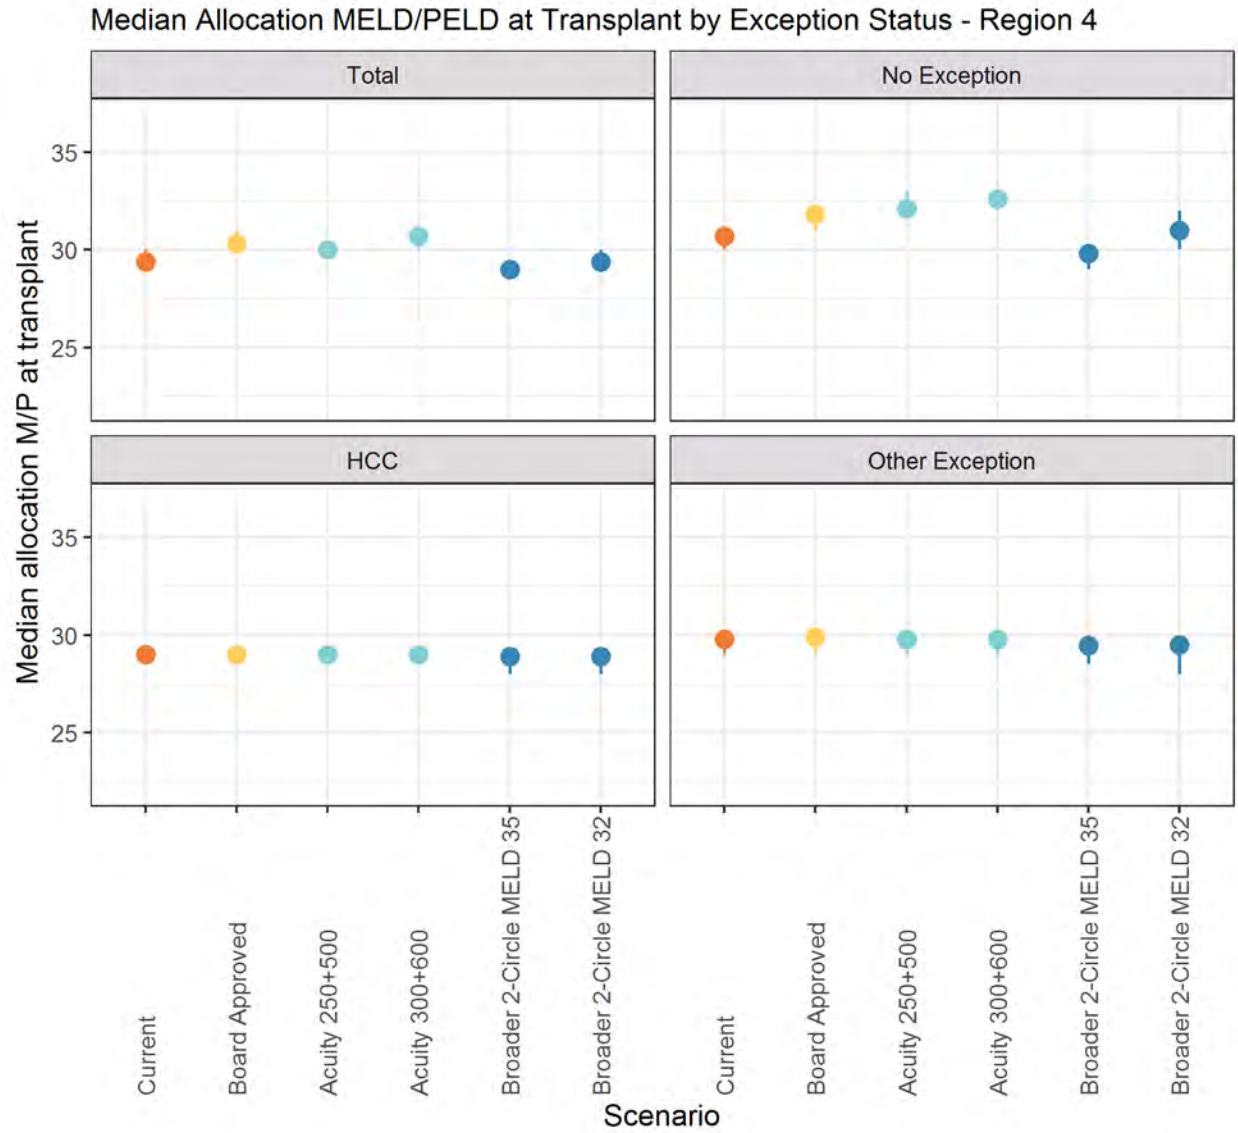 Median Allocation MELD/PELD at Transplant by Exception Status - Region 4
Total
No Exception
35
30
25
HCC
Other Exception
35
30
25
Median allocation M/P at transplant
Current
Board Approved
Acuity 250+500
Acuity 300+600
Broader 2-Circle MELD 35
Broader 2-Circle MELD 32
Current
Board Approved
Acuity 250+500
Acuity 300+600
Broader 2-Circle MELD 35
Broader 2-Circle MELD 32
Scenario